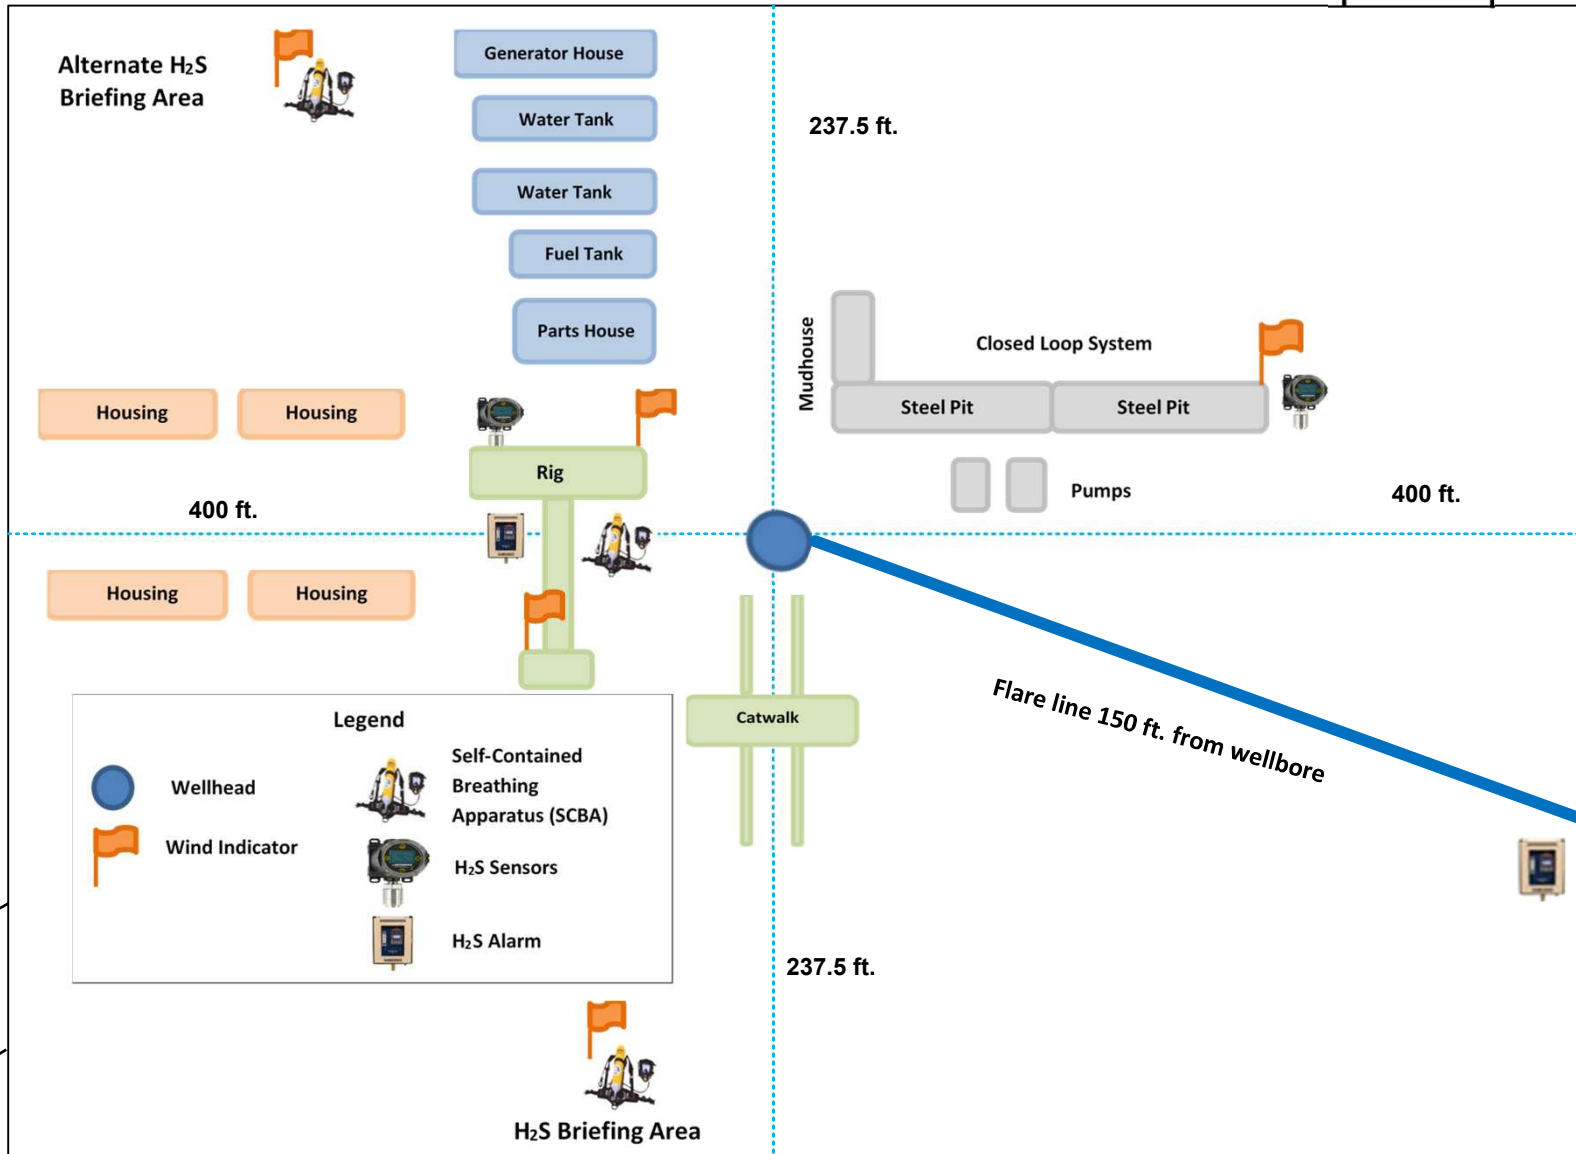 Alternate H₂S
Briefing Area
Generator House
Water Tank
237.5 ft.
Water Tank
Fuel Tank
Parts House
Mudhouse
Closed Loop System
Housing
Housing
Steel Pit
Steel Pit
Rig
Pumps
400 ft.
400 ft.
Housing
Housing
Flare line 150 ft. from wellbore
Catwalk
Legend
Wellhead
Wind Indicator
Self-Contained
Breathing
Apparatus (SCBA)
H₂S Sensors
H₂S Alarm
237.5 ft.
H₂S Briefing Area